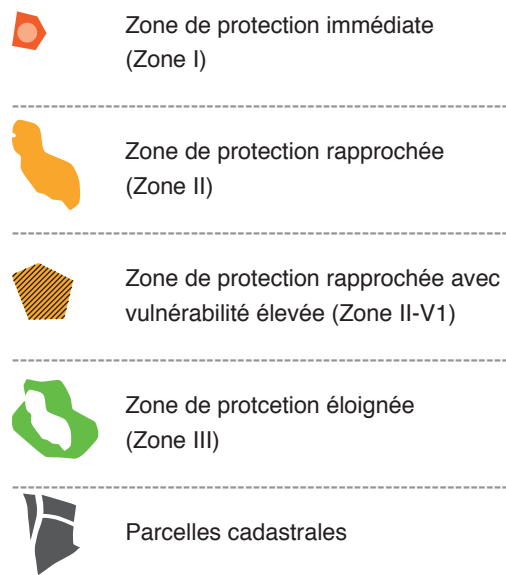 Zone de protection immédiate
(Zone I)
Zone de protection rapprochée
(Zone II)
Zone de protection rapprochée avec
vulnérabilité élevée (Zone II-V1)
Zone de protcetion éloignée
(Zone III)
Parcelles cadastrales